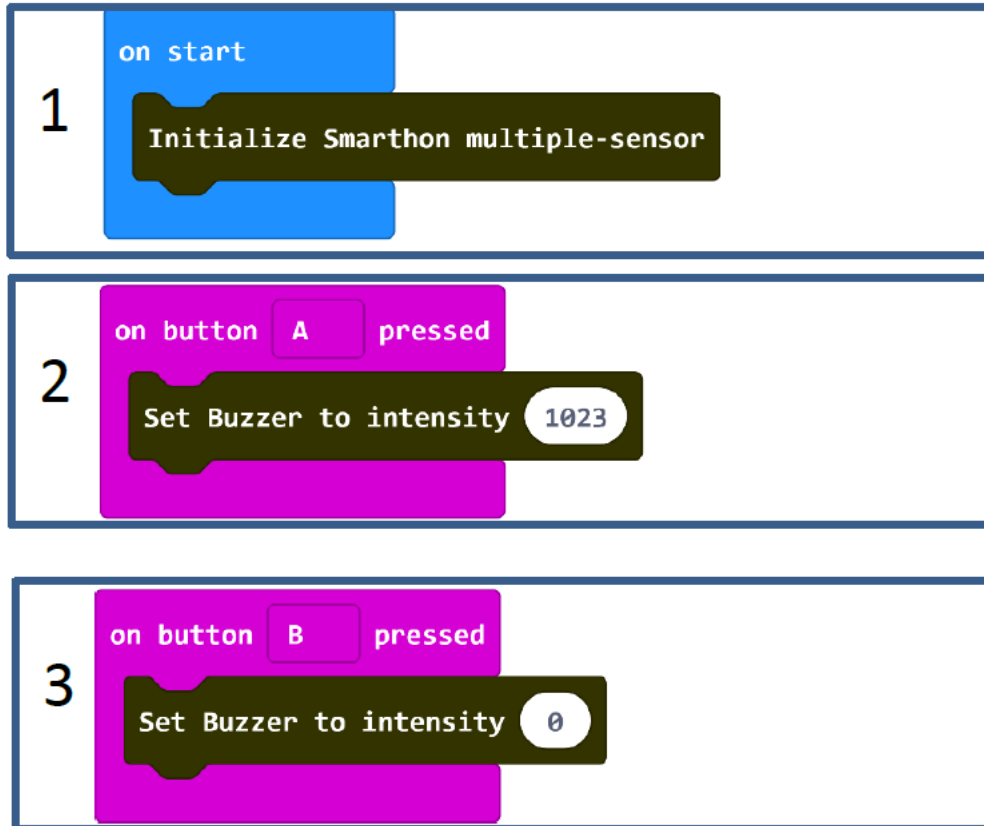 1
on start
Initialize Smarthon multiple-sensor
2
on button A pressed
Set Buzzer to intensity 1023
3
on button B pressed
Set Buzzer to intensity 0